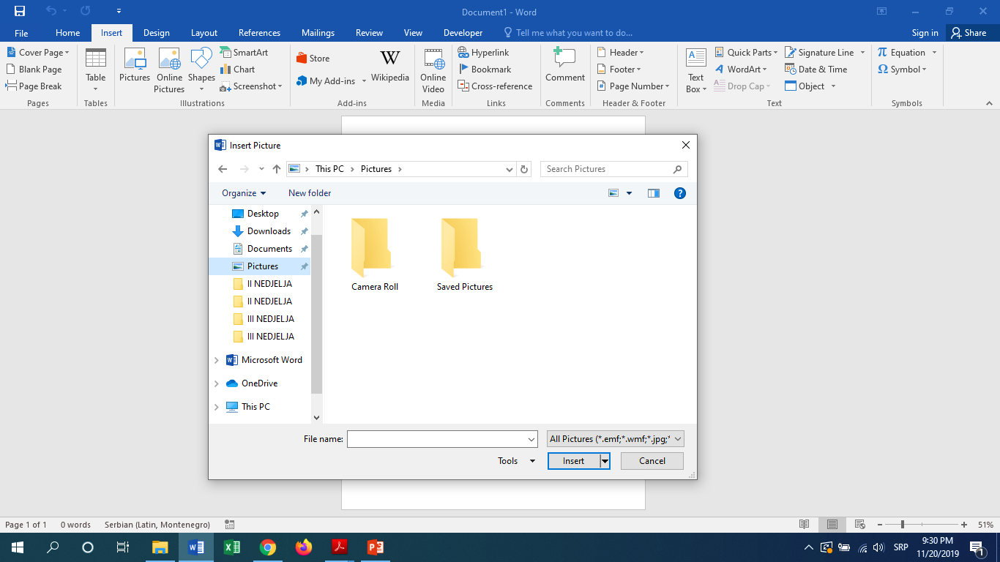 Document1 - Word
File Home Insert Design Layout References Mailings Review View Developer Tell me what you want to do... Sign in Share
Cover Page
Blank Page
Page Break
Pages
Table
Tables
Pictures
Online Pictures
Shapes
SmartArt
Chart
Screenshot
Illustrations
Store
My Add-ins
W
Wikipedia
Add-ins
Online Video
Media
Hyperlink
Bookmark
Cross-reference
Links
Comment
Comments
Header
Footer
Page Number
Header & Footer
Text Box
Quick Parts
WordArt
Drop Cap
Signature Line
Date & Time
Object
Text
Equation
Symbol
Symbols
Insert Picture
This PC Pictures
Search Pictures
Organize New folder
Desktop
Downloads
Documents
Pictures
II NEDJELJA
II NEDJELJA
III NEDJELJA
III NEDJELJA
Microsoft Word
OneDrive
This PC
Camera Roll
Saved Pictures
File name:
All Pictures (*.emf;*.wmf;*.jpg;*
Tools Insert Cancel
Page 1 of 1 0 words Serbian (Latin, Montenegro) 51%
SRP
9:30 PM
11/20/2019
1